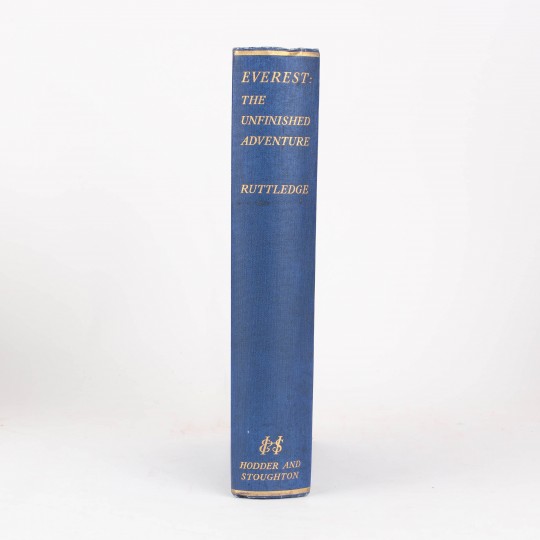 EVEREST:
THE
UNFINISHED
ADVENTURE
RUTTLEDGE
HODDER AND
STOUGHTON